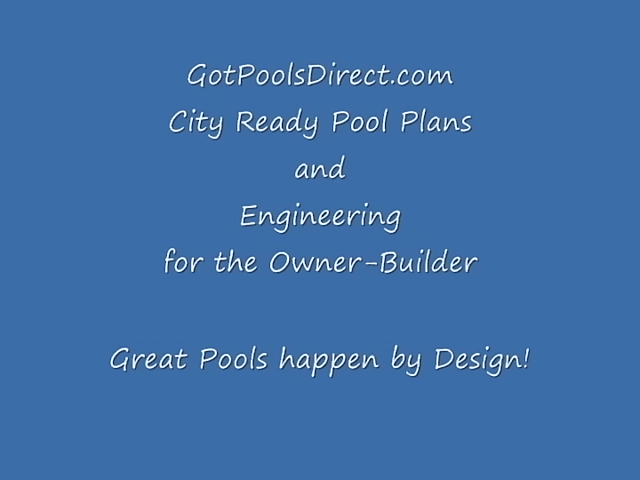 GotPoolsDirect.com
City Ready Pool Plans
and
Engineering
for the Owner-Builder
Great Pools happen by Design!